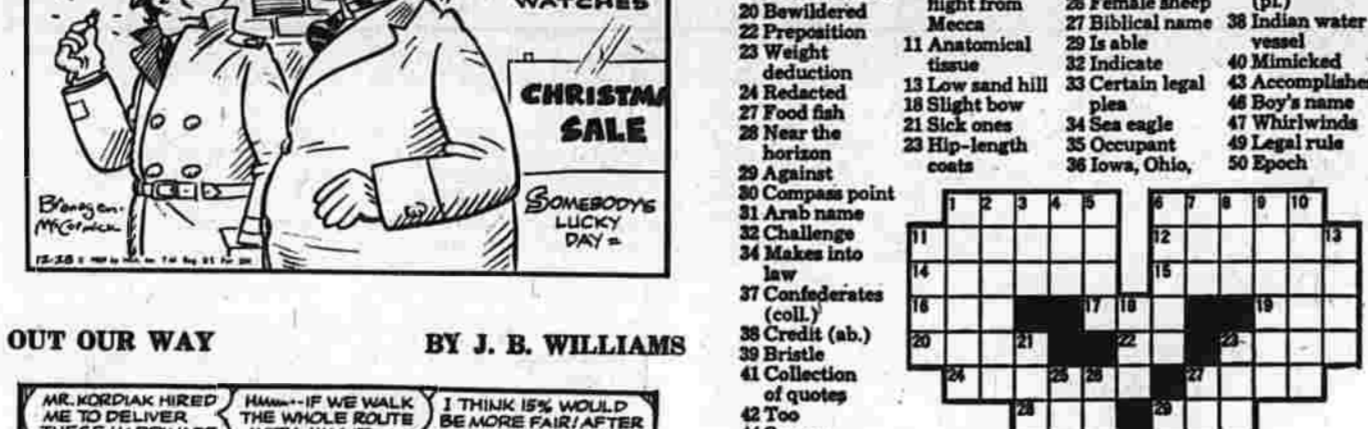 WATCHES
CHRISTMA
SALE
SOMEBODY'S
LUCKY
DAY =
Branagen-
McCormick
12-28
OUT OUR WAY
BY J. B. WILLIAMS
MR. KORDIAK HIRED
ME TO DELIVER
HMM--IF WE WALK
THE WHOLE ROUTE
I THINK 15% WOULD
BE MORE FAIR! AFTER
20 Bewildered
22 Preposition
23 Weight
deduction
24 Redacted
27 Food fish
28 Near the
horizon
29 Against
30 Compass point
31 Arab name
32 Challenge
34 Makes into
law
37 Confederates
(coll.)
38 Credit (ab.)
39 Bristle
41 Collection
of quotes
42 Too
flight from
Mecca
11 Anatomical
tissue
13 Low sand hill
18 Slight bow
21 Sick ones
23 Hip-length
coats
26 Female sheep
27 Biblical name
29 Is able
32 Indicate
33 Certain legal
plea
34 Sea eagle
35 Occupant
36 Iowa, Ohio,
(pl.)
38 Indian water
vessel
40 Mimicked
43 Accomplishe
46 Boy's name
47 Whirlwinds
49 Legal rule
50 Epoch
1 2 3 4 5 6 7 8 9 10
11 12 13
14 15
16 17 18 19
20 21 22 23
24 25 26 27
28 29